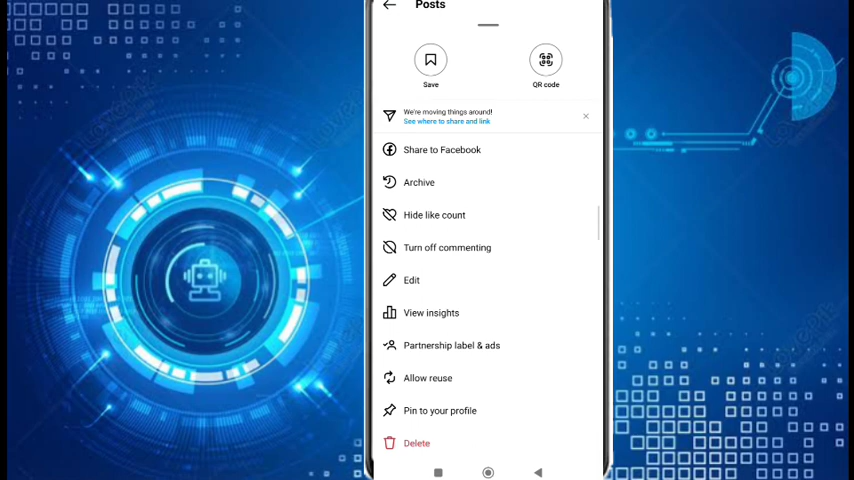 Posts
Save
QR code
We're moving things around!
See where to share and link
Share to Facebook
Archive
Hide like count
Turn off commenting
Edit
View insights
Partnership label & ads
Allow reuse
Pin to your profile
Delete